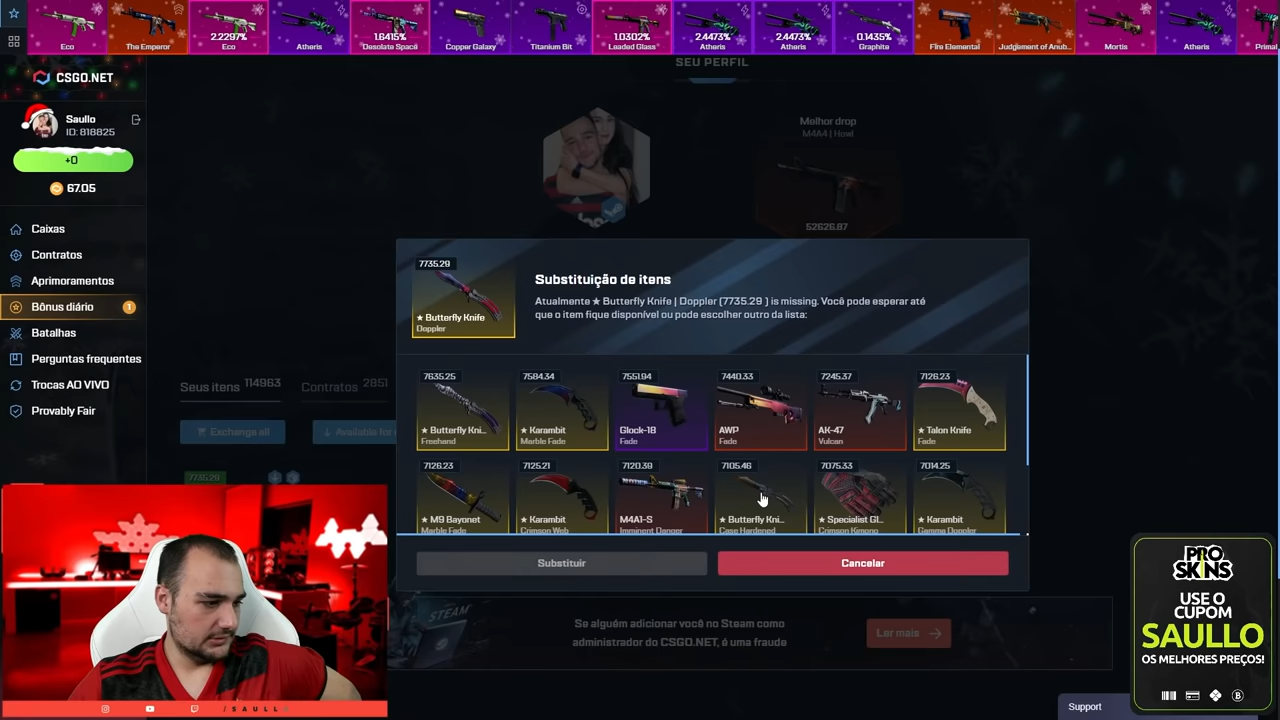 Eco
The Emperor
2.2297%
Eco
Atheris
1.6415%
Desolate Space
Copper Galaxy
Titanium Bit
1.0302%
Leaded Glass
2.4473%
Atheris
2.4473%
Atheris
0.1435%
Graphite
Fire Elemental
Judgement of Anub...
Mortis
Atheris
Primal
CSGO.NET
SEU PERFIL
Saullo
ID: 818825
+0
67.05
Melhor drop
M4A4 | Howl
52626.87
Caixas
Contratos
Aprimoramentos
Bônus diário 1
Batalhas
Perguntas frequentes
Trocas AO VIVO
Provably Fair
Seus itens 114963
Contratos 2851
Exchange all
7735.29
7735.29
★ Butterfly Knife
Doppler
Substituição de itens
Atualmente ★ Butterfly Knife | Doppler (7735.29 ) is missing. Você pode esperar até
que o item fique disponível ou pode escolher outro da lista:
7635.25
★ Butterfly Kni...
Freehand
7584.34
★ Karambit
Marble Fade
7551.94
Glock-18
Fade
7440.33
AWP
Fade
7245.37
AK-47
Vulcan
7126.23
★ Talon Knife
Fade
7126.23
★ M9 Bayonet
Marble Fade
7125.21
★ Karambit
Crimson Web
7120.39
M4A1-S
Imminent Danger
7105.46
★ Butterfly Kni...
Case Hardened
7075.33
★ Specialist Gl...
Crimson Kimono
7014.25
★ Karambit
Gamma Doppler
Substituir
Cancelar
STEAM
Se alguém adicionar você no Steam como
administrador do CSGO.NET, é uma fraude
Ler mais
PRO
SKINS
USE O
CUPOM
SAULLO
OS MELHORES PREÇOS!
Support